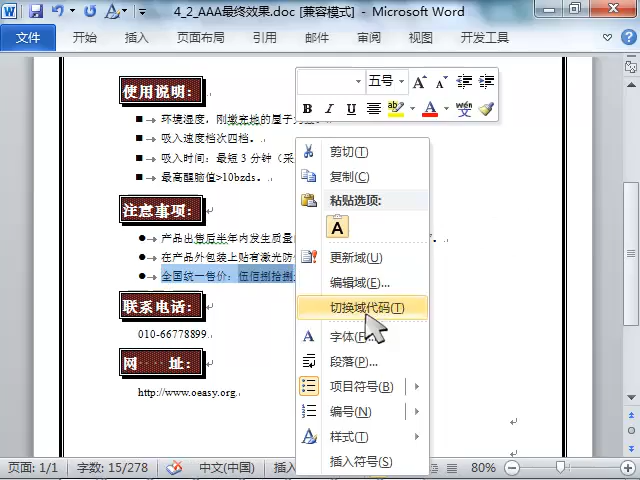 4_2_AAA最终效果.doc [兼容模式] - Microsoft Word
文件 开始 插入 页面布局 引用 邮件 审阅 视图 开发工具
五号
B I U ab A wén 文
使用说明:
环境湿度，刚
吸入速度档次四档。
吸入时间：最短 3 分钟（采
最高醒脑值>10bzds。
注意事项:
产品出售后半年内发生质量
在产品外包装上贴有激光防
全国统一售价：伍佰捌拾捌
联系电话:
010-66778899
网 址:
http://www.oeasy.org
剪切(T)
复制(C)
粘贴选项:
A
更新域(U)
编辑域(E)...
切换域代码(T)
字体(F)...
段落(P)...
项目符号(B)
编号(N)
样式(T)
插入符号(S)
页面: 1/1 字数: 15/278 中文(中国) 插入 80%